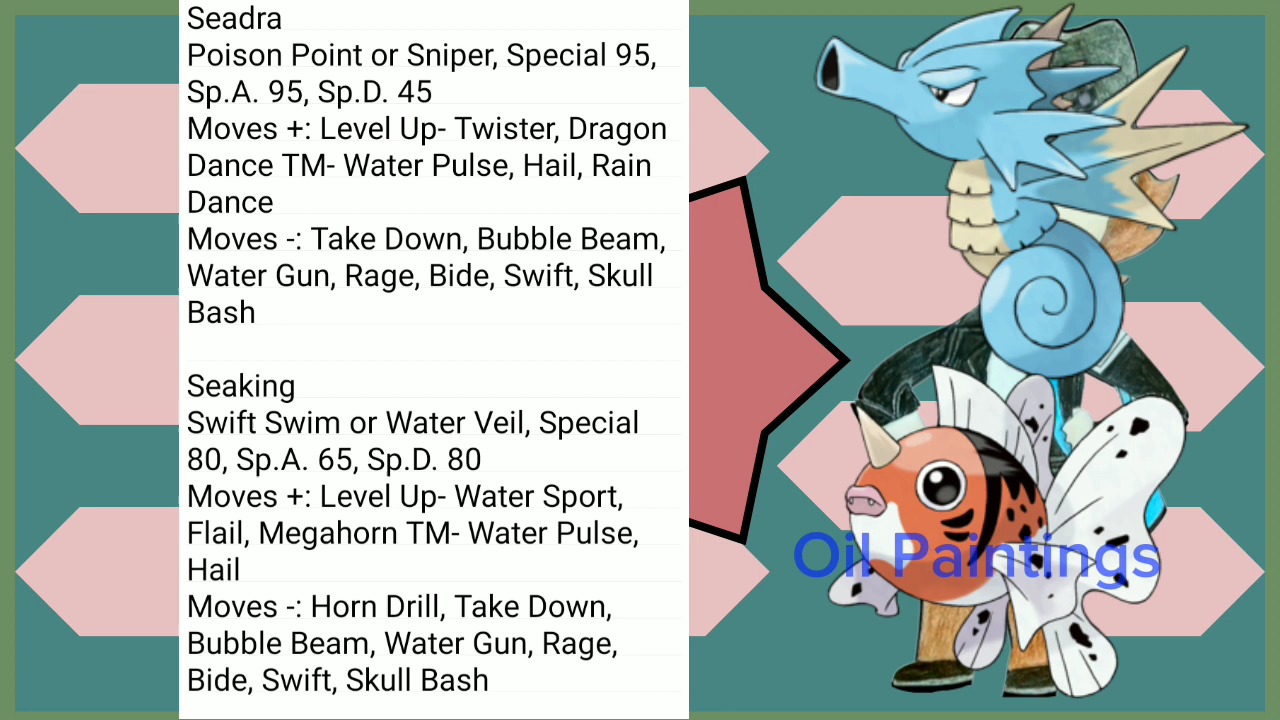 Seadra
Poison Point or Sniper, Special 95,
Sp.A. 95, Sp.D. 45
Moves +: Level Up- Twister, Dragon
Dance TM- Water Pulse, Hail, Rain
Dance
Moves -: Take Down, Bubble Beam,
Water Gun, Rage, Bide, Swift, Skull
Bash
Seaking
Swift Swim or Water Veil, Special
80, Sp.A. 65, Sp.D. 80
Moves +: Level Up- Water Sport,
Flail, Megahorn TM- Water Pulse,
Hail
Moves -: Horn Drill, Take Down,
Bubble Beam, Water Gun, Rage,
Bide, Swift, Skull Bash
Oil Paintings